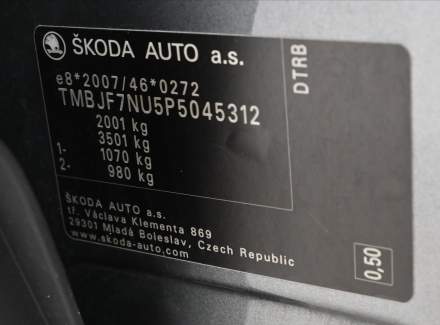 ŠKODA AUTO a.s.
DTRB
e8*2007/46*0272
TMBJF7NU5P5045312
2001 kg
3501 kg
1- 1070 kg
2- 980 kg
ŠKODA AUTO a.s.
tř. Václava Klementa 869
29301 Mladá Boleslav, Czech Republic
www.skoda-auto.com
0,50